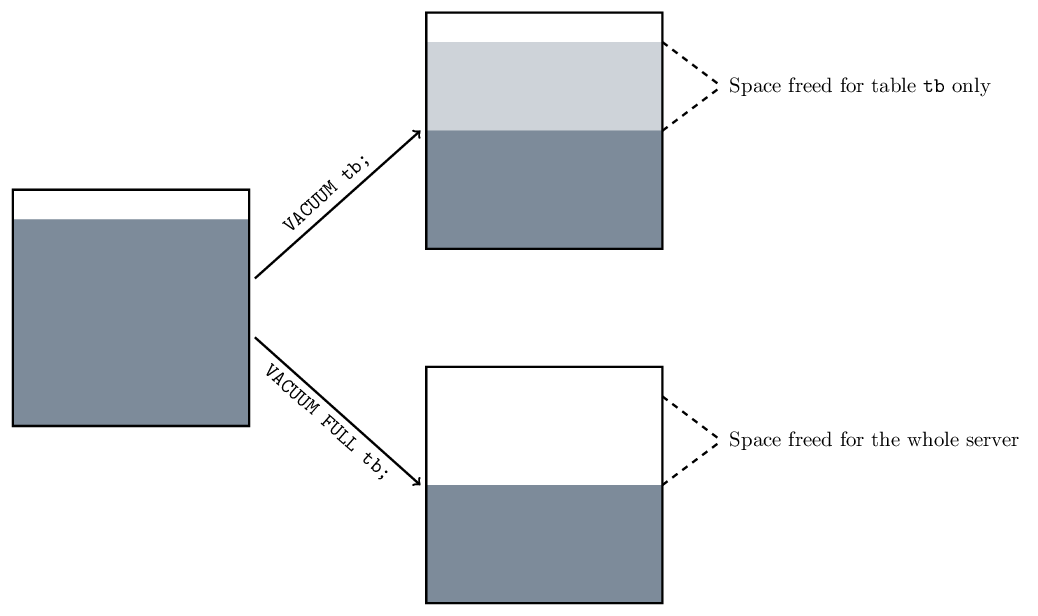 Space freed for table tb only
VACUUM tb;
VACUUM FULL tb;
Space freed for the whole server